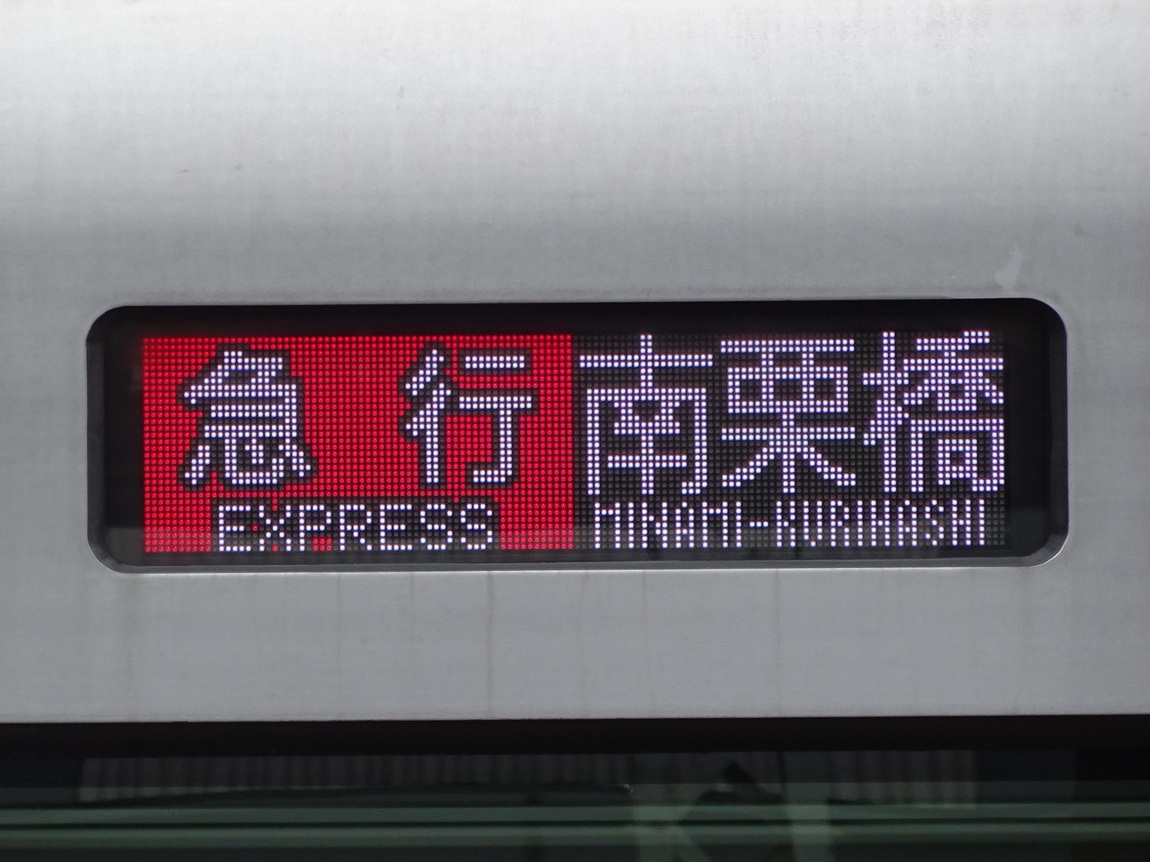 急行
EXPRESS
南栗橋
MINAMI-KURIHASHI